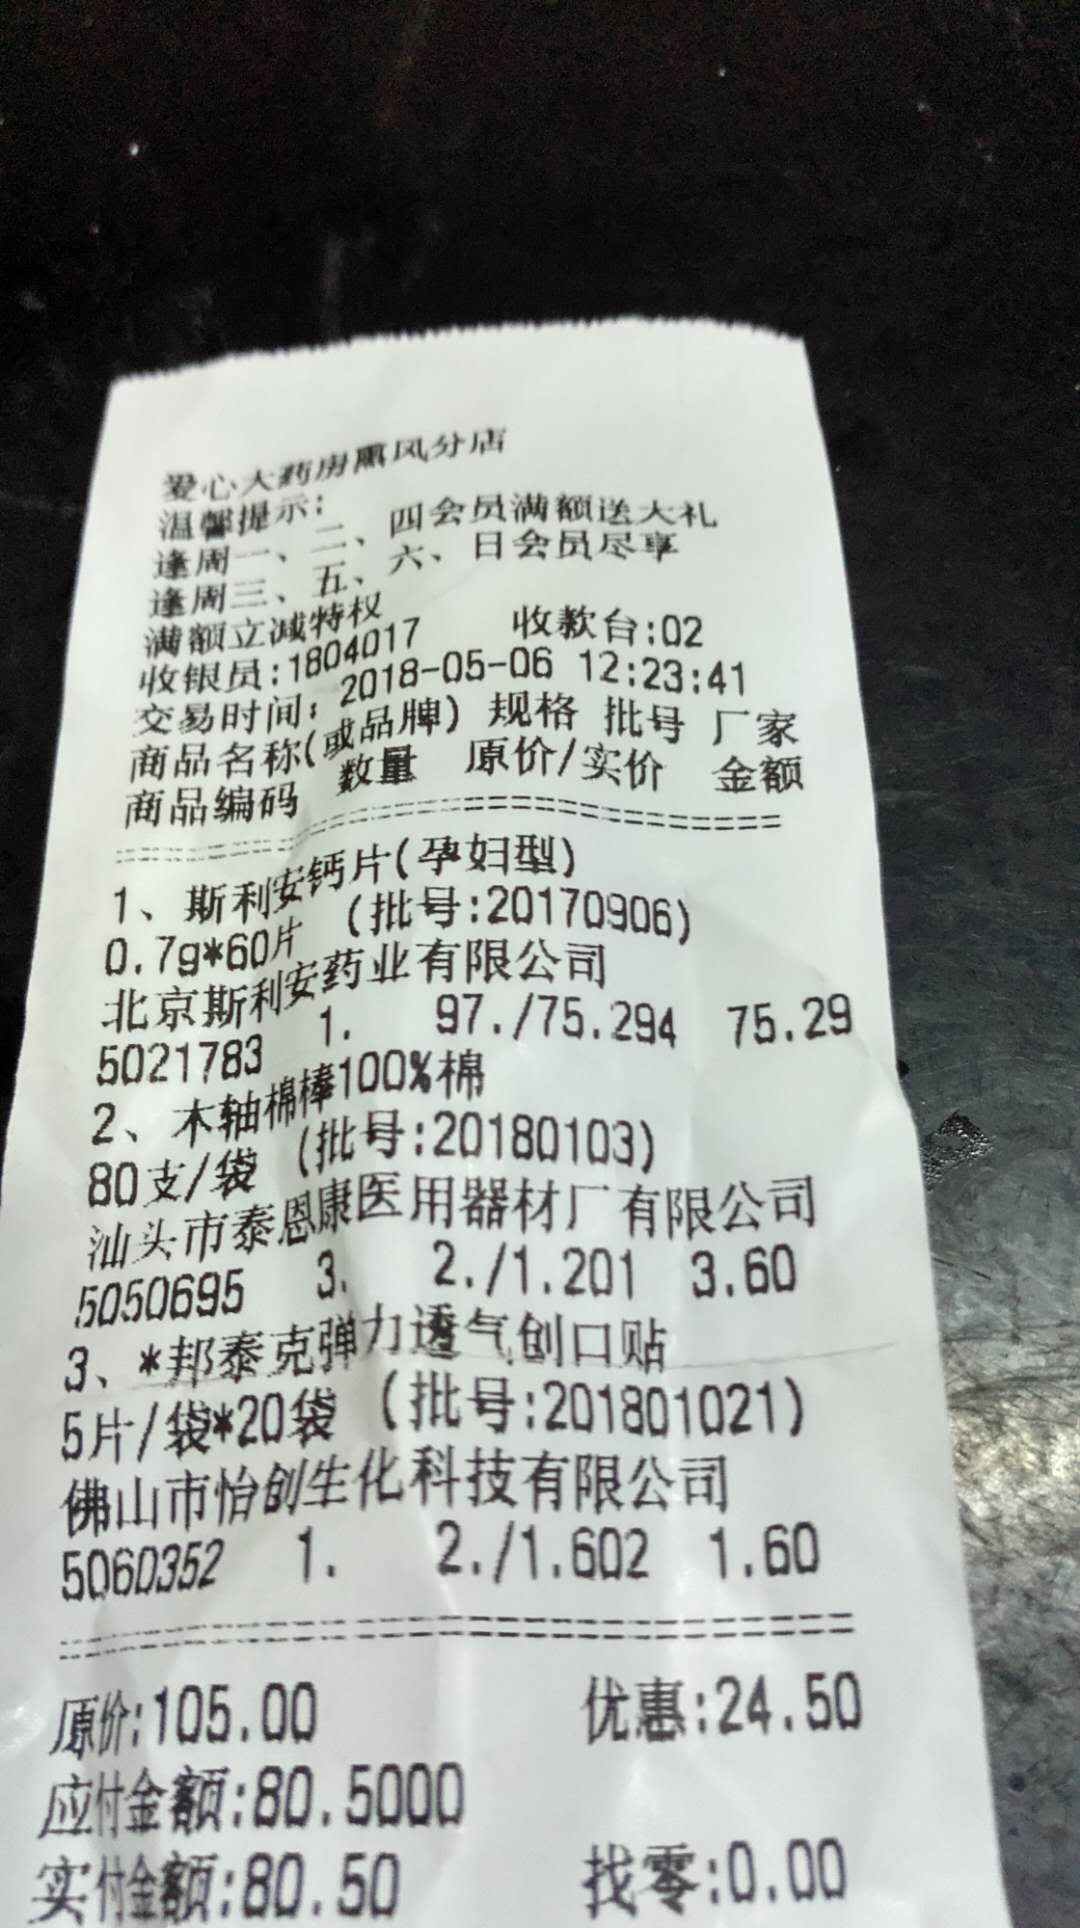 爱心大药房熏风分店
温馨提示:
逢周一、二、四会员满额送大礼
逢周三、五、六、日会员尽享
满额立减特权
收银员:1804017 收款台:02
交易时间: 2018-05-06 12:23:41
商品名称(或品牌) 规格 批号 厂家
商品编码 数量 原价/实价 金额
1、斯利安钙片(孕妇型)
0.7g*60片 (批号:20170906)
北京斯利安药业有限公司
5021783 1. 97./75.294 75.29
2、木轴棉棒100%棉
80支/袋 (批号:20180103)
汕头市泰恩康医用器材厂有限公司
5050695 3. 2./1.201 3.60
3、*邦泰克弹力透气创口贴
5片/袋*20袋 (批号:201801021)
佛山市怡创生化科技有限公司
5060352 1. 2./1.602 1.60
原价:105.00 优惠:24.50
应付金额:80.5000
实付金额:80.50 找零:0.00